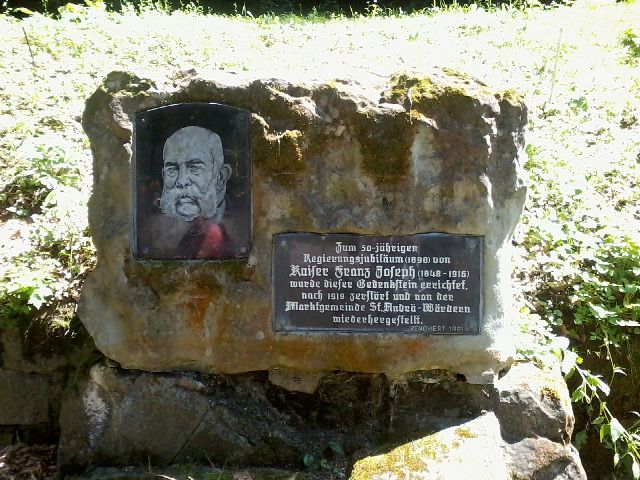 Zum 50-jährigen
Regierungsjubiläum (1898) von
Kaiser Franz Joseph (1848-1916)
wurde dieser Gedenkstein errichtet,
nach 1919 zerstört und von der
Marktgemeinde St. Andrä-Wördern
wiederhergestellt.
RENOVIERT 1991